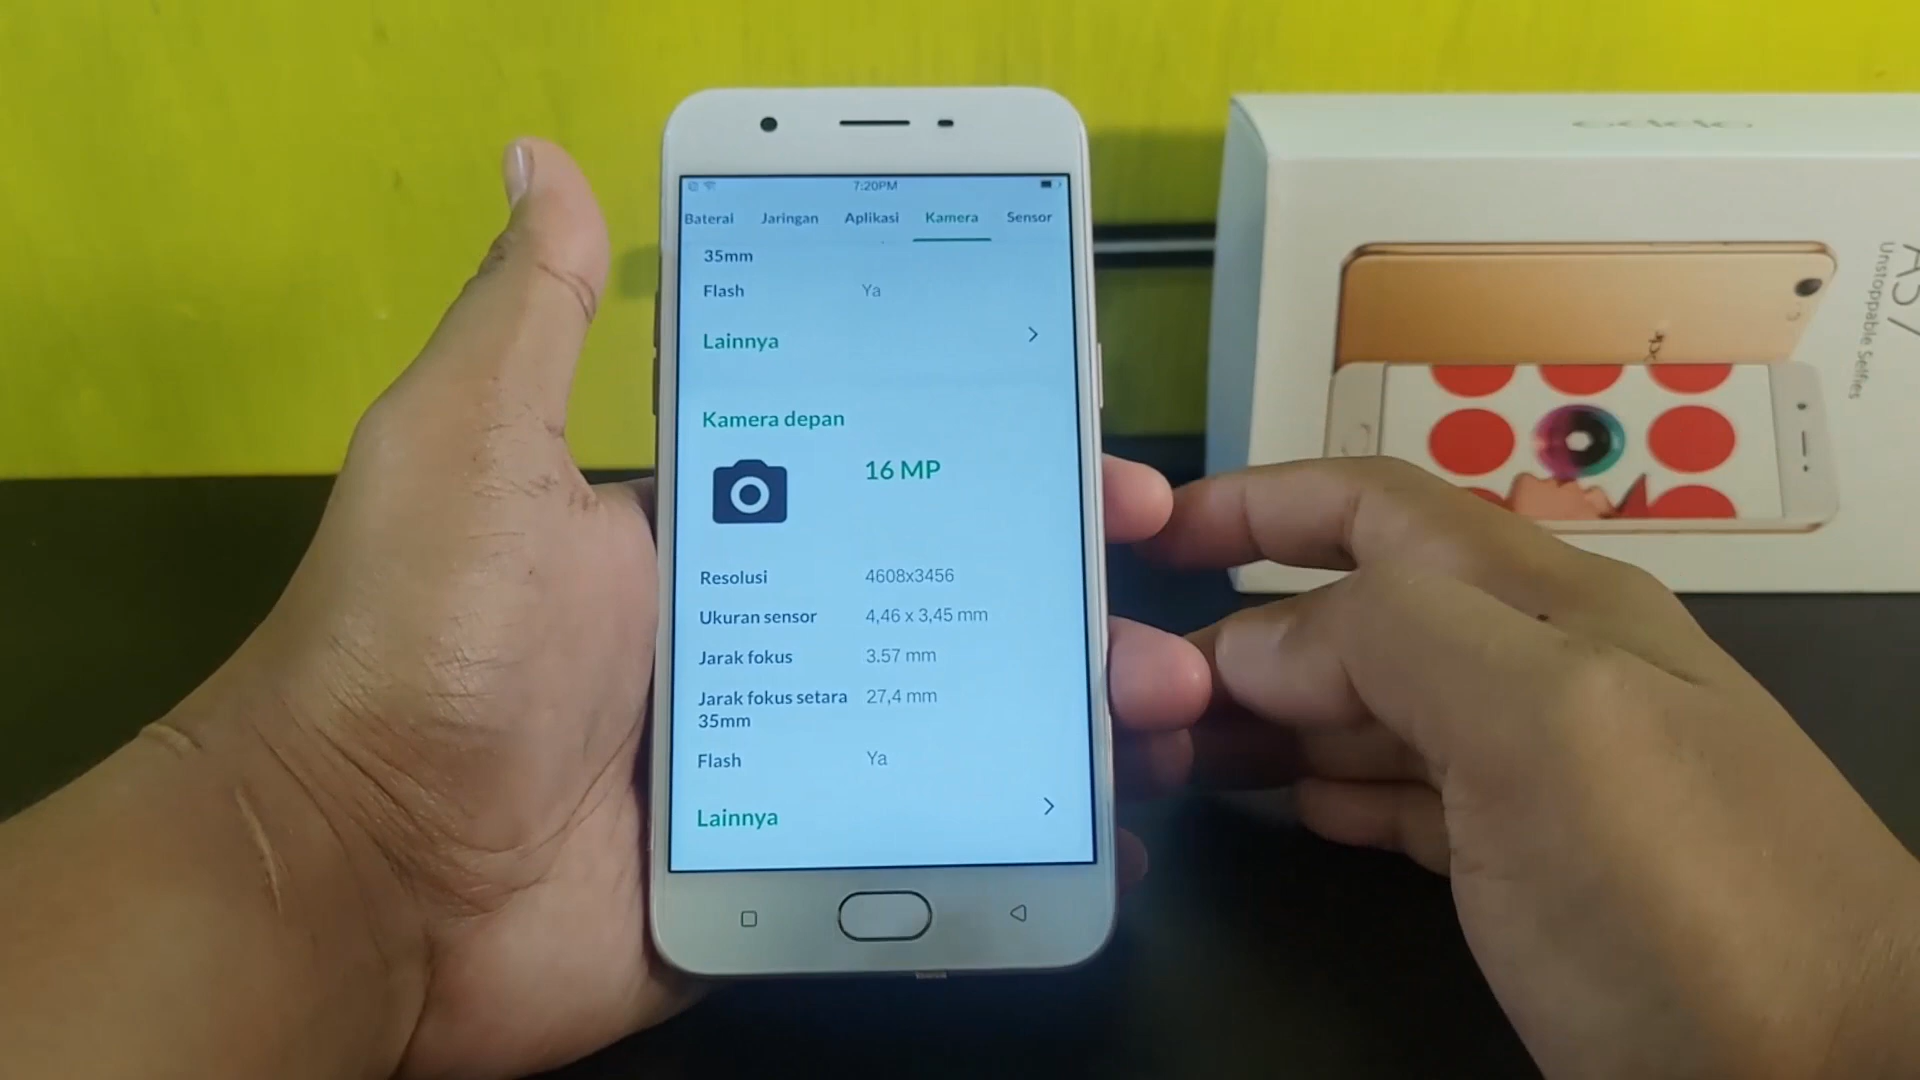 7:20PM
Baterai Jaringan Aplikasi Kamera Sensor
35mm
Flash Ya
Lainnya
Kamera depan
16 MP
Resolusi 4608x3456
Ukuran sensor 4,46 x 3,45 mm
Jarak fokus 3.57 mm
Jarak fokus setara 27,4 mm
35mm
Flash Ya
Lainnya
oppo
A57
Unstoppable Selfies